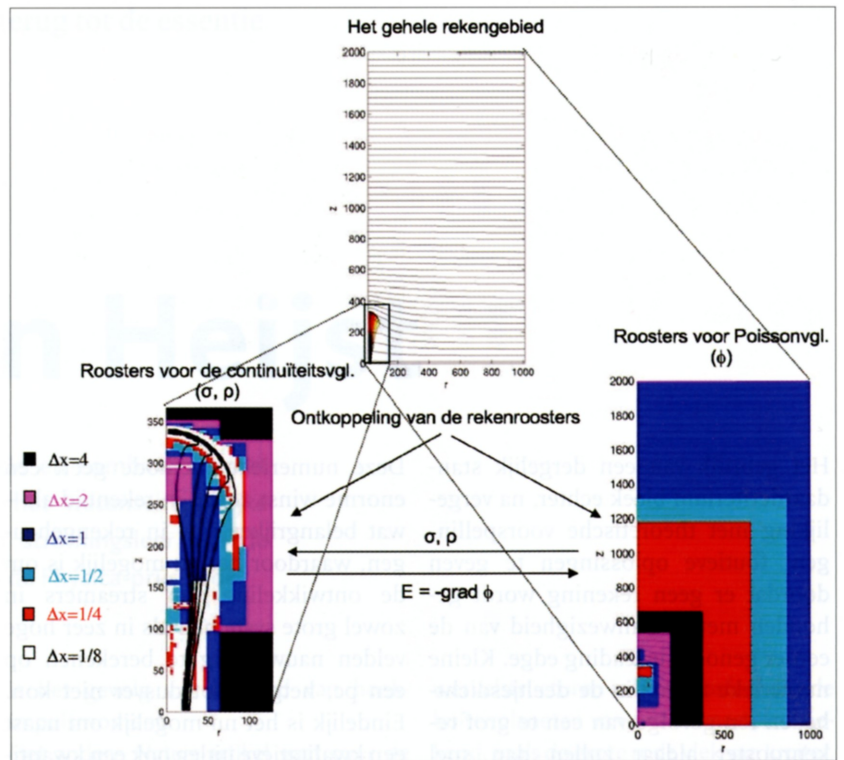 Het gehele rekengebied
2000
1800
1600
1400
1200
z 1000
800
600
400
200
0
200 400 600 800 1000
r
Roosters voor de continuïteitsvgl.
(σ, ρ)
350
300
250
z 200
150
100
50
0
0 50 100
r
Δx=4
Δx=2
Δx=1
Δx=1/2
Δx=1/4
Δx=1/8
Ontkoppeling van de rekenroosters
σ, ρ
E = -grad ϕ
Roosters voor Poissonvgl.
(ϕ)
2000
1800
1600
1400
1200
z 1000
800
600
400
200
0
0 500 1000
r